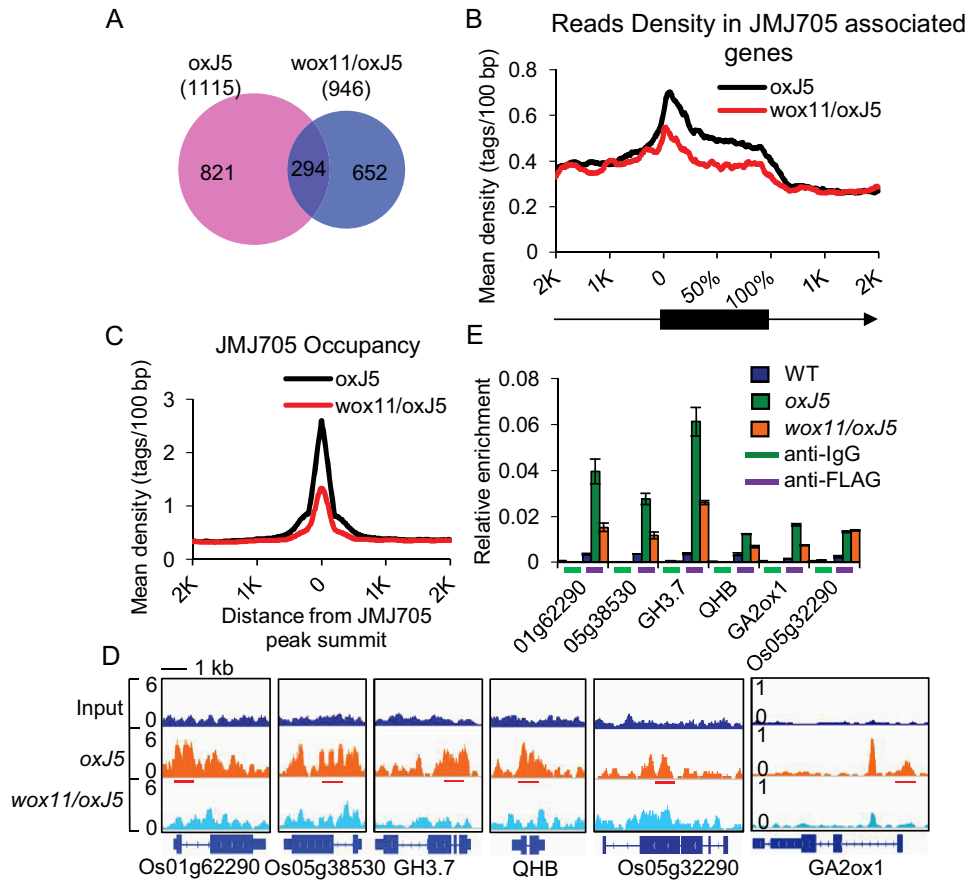 A
oxJ5
(1115)
wox11/oxJ5
(946)
821
294
652
B
Reads Density in JMJ705 associated
genes
Mean density (tags/100 bp)
0.8
0.6
0.4
0.2
0
oxJ5
wox11/oxJ5
2K
1K
0
50%
100%
1K
2K
C
JMJ705 Occupancy
oxJ5
wox11/oxJ5
Mean density (tags/100 bp)
3
2
1
0
2K
1K
0
1K
2K
Distance from JMJ705
peak summit
E
Relative enrichment
0.08
0.06
0.04
0.02
0
WT
oxJ5
wox11/oxJ5
anti-IgG
anti-FLAG
01g62290
05g38530
GH3.7
QHB
GA2ox1
Os05g32290
D
1 kb
Input
6
0
1
0
oxJ5
6
0
1
0
wox11/oxJ5
6
0
1
0
Os01g62290
Os05g38530
GH3.7
QHB
Os05g32290
GA2ox1